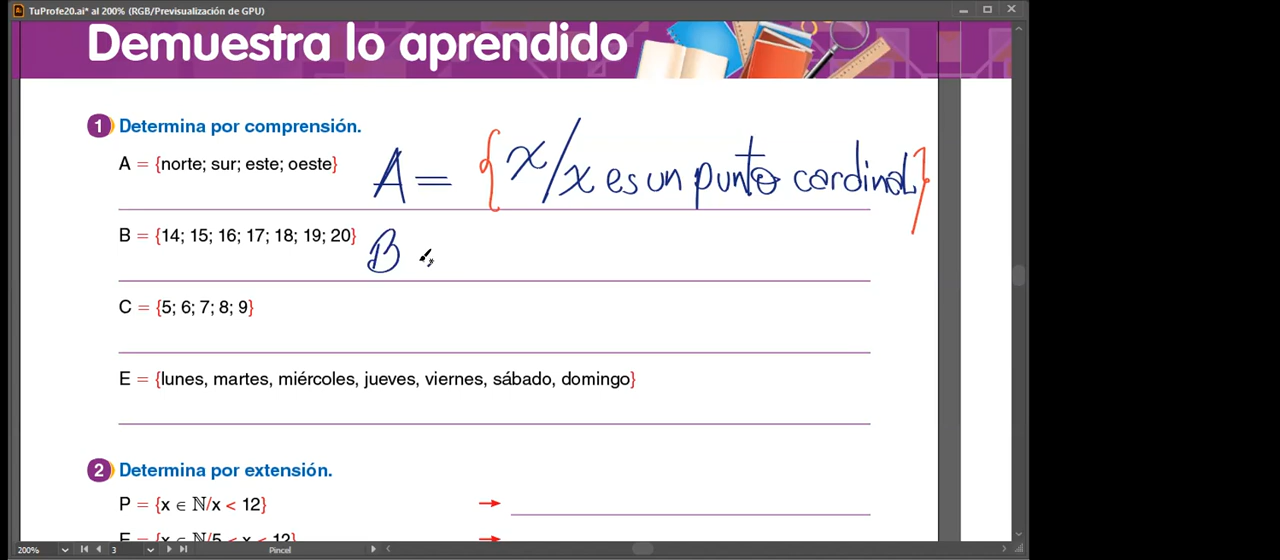 TuProfe20.ai* al 200% (RGB/Previsualización de GPU)
Demuestra lo aprendido
1 Determina por comprensión.
A = {norte; sur; este; oeste} A = {x/x es un punto cardinal}
B = {14; 15; 16; 17; 18; 19; 20} B
C = {5; 6; 7; 8; 9}
E = {lunes, martes, miércoles, jueves, viernes, sábado, domingo}
2 Determina por extensión.
P = {x ∈ ℕ/x < 12}
F = {x ∈ ℕ/5 < x < 12}
200% 3 Pincel